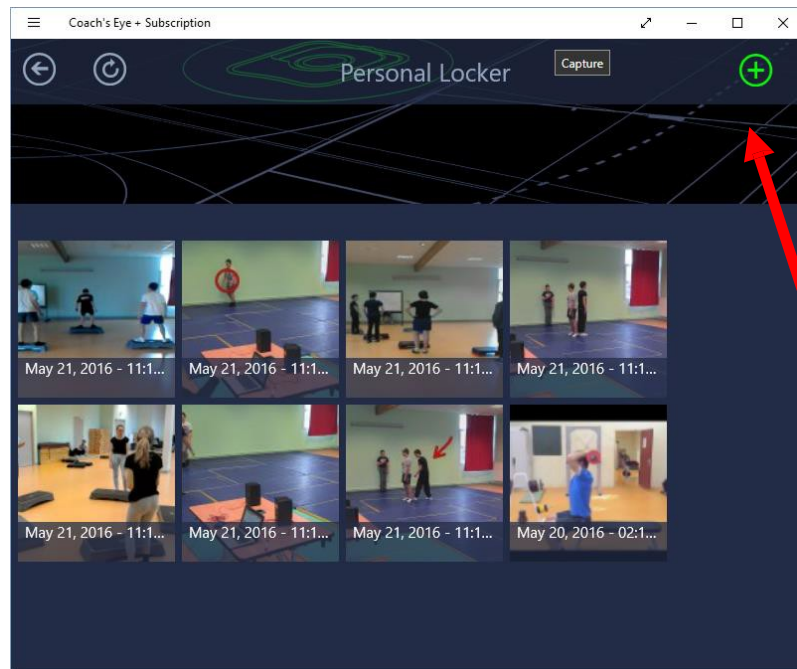 Coach's Eye + Subscription
Personal Locker
Capture
May 21, 2016 - 11:1...
May 21, 2016 - 11:1...
May 21, 2016 - 11:1...
May 21, 2016 - 11:1...
May 21, 2016 - 11:1...
May 21, 2016 - 11:1...
May 21, 2016 - 11:1...
May 20, 2016 - 02:1...